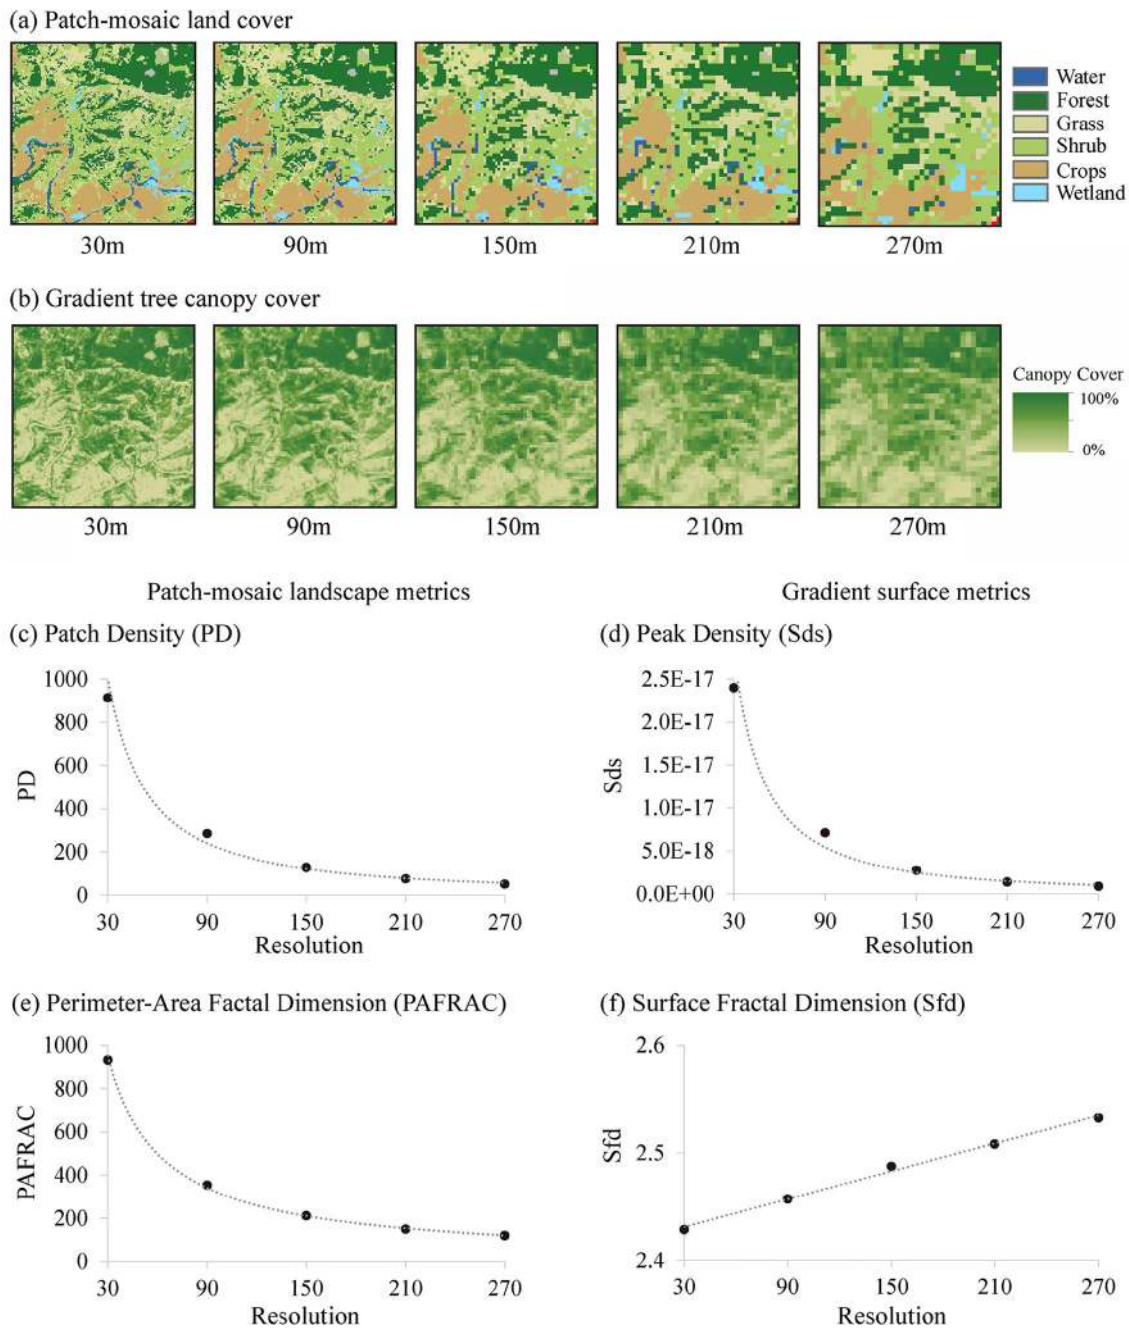 (a) Patch-mosaic land cover
Water
Forest
Grass
Shrub
Crops
Wetland
30m 90m 150m 210m 270m
(b) Gradient tree canopy cover
Canopy Cover
100%
0%
30m 90m 150m 210m 270m
Patch-mosaic landscape metrics
Gradient surface metrics
(c) Patch Density (PD)
1000
800
600
400
200
0
PD
30 90 150 210 270
Resolution
(d) Peak Density (Sds)
2.5E-17
2.0E-17
1.5E-17
1.0E-17
5.0E-18
0.0E+00
Sds
30 90 150 210 270
Resolution
(e) Perimeter-Area Factal Dimension (PAFRAC)
1000
800
600
400
200
0
PAFRAC
30 90 150 210 270
Resolution
(f) Surface Fractal Dimension (Sfd)
2.6
2.5
2.4
Sfd
30 90 150 210 270
Resolution